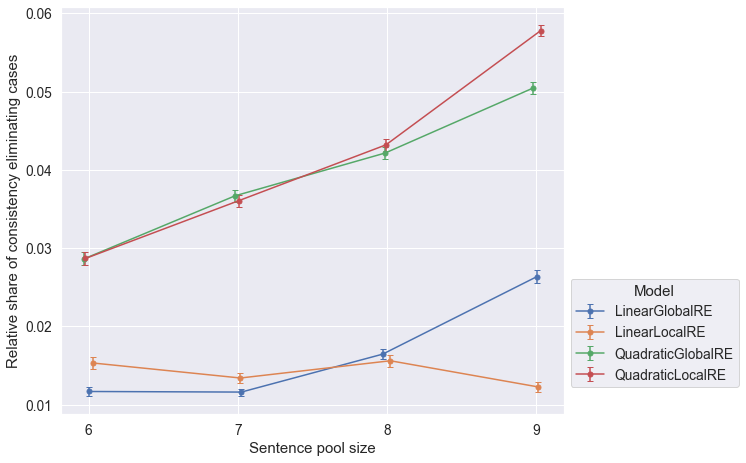 Relative share of consistency eliminating cases
0.06
0.05
0.04
0.03
0.02
0.01
6
7
8
9
Sentence pool size
Model
LinearGlobalRE
LinearLocalRE
QuadraticGlobalRE
QuadraticLocalRE